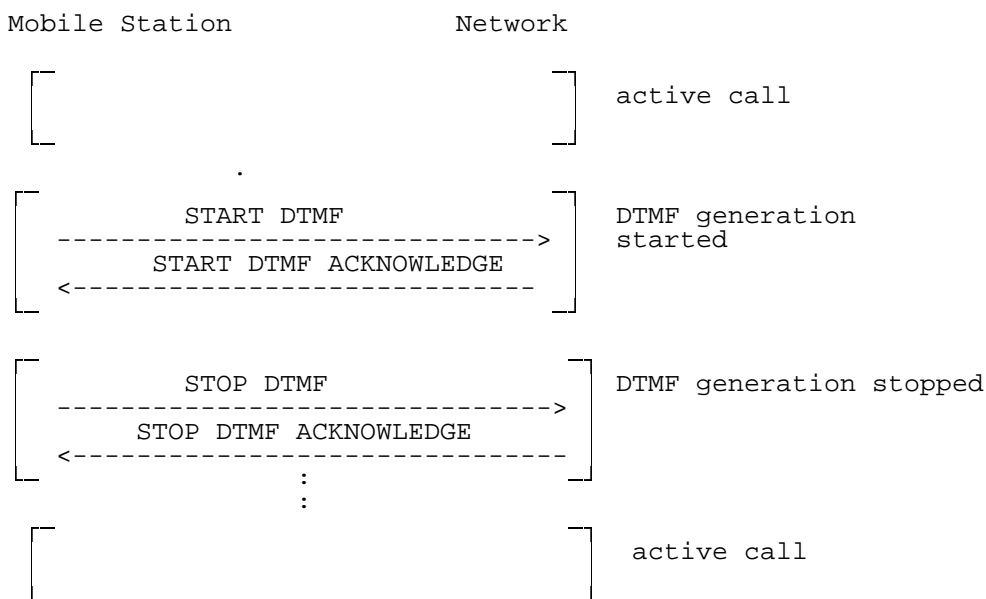 Mobile Station Network
active call
.
START DTMF DTMF generation
-------------------------------> started
START DTMF ACKNOWLEDGE
<------------------------------
STOP DTMF DTMF generation stopped
-------------------------------->
STOP DTMF ACKNOWLEDGE
<--------------------------------
:
:
active call